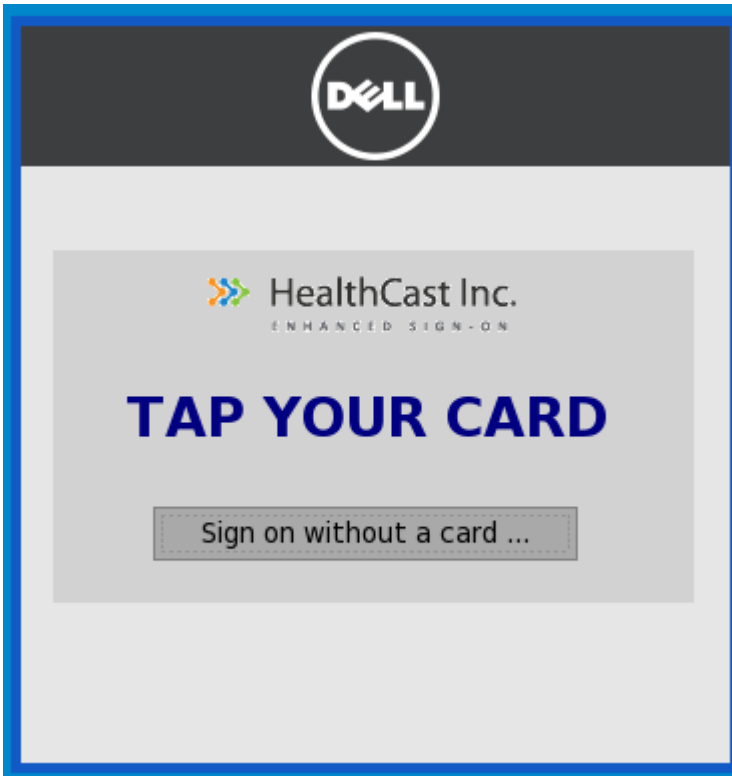 DELL
HealthCast Inc.
ENHANCED SIGN-ON
TAP YOUR CARD
Sign on without a card ...